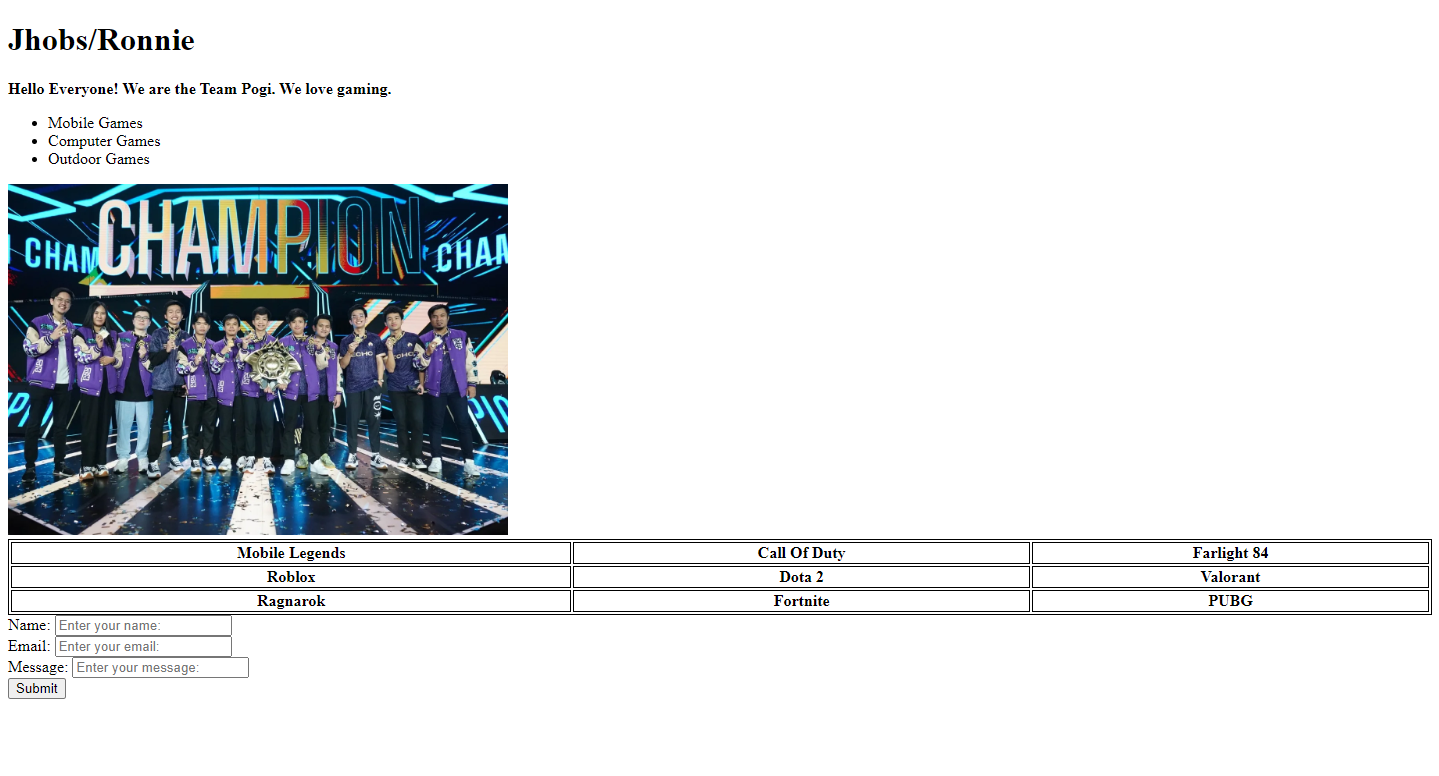 Jhobs/Ronnie
Hello Everyone! We are the Team Pogi. We love gaming.
Mobile Games
Computer Games
Outdoor Games
CHAMPION
CHAM
CHAM
ECHO
ECHO
Mobile Legends Call Of Duty Farlight 84
Roblox Dota 2 Valorant
Ragnarok Fortnite PUBG
Name: Enter your name:
Email: Enter your email:
Message: Enter your message:
Submit